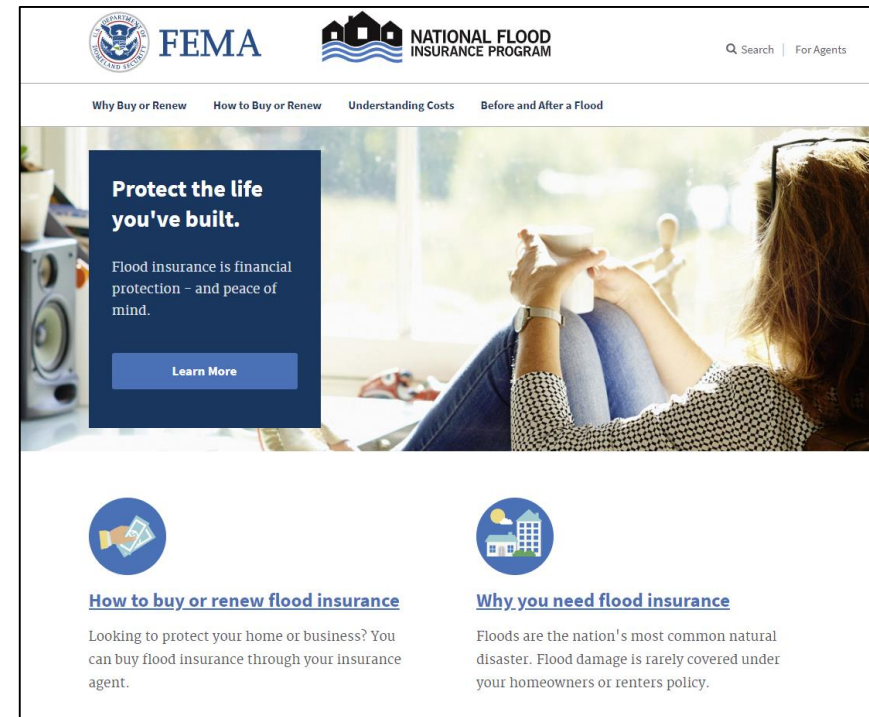 U.S. DEPARTMENT OF
HOMELAND SECURITY
FEMA
NATIONAL FLOOD
INSURANCE PROGRAM
Search | For Agents
Why Buy or Renew How to Buy or Renew Understanding Costs Before and After a Flood
Protect the life
you've built.
Flood insurance is financial
protection – and peace of
mind.
Learn More
How to buy or renew flood insurance
Looking to protect your home or business? You
can buy flood insurance through your insurance
agent.
Why you need flood insurance
Floods are the nation's most common natural
disaster. Flood damage is rarely covered under
your homeowners or renters policy.